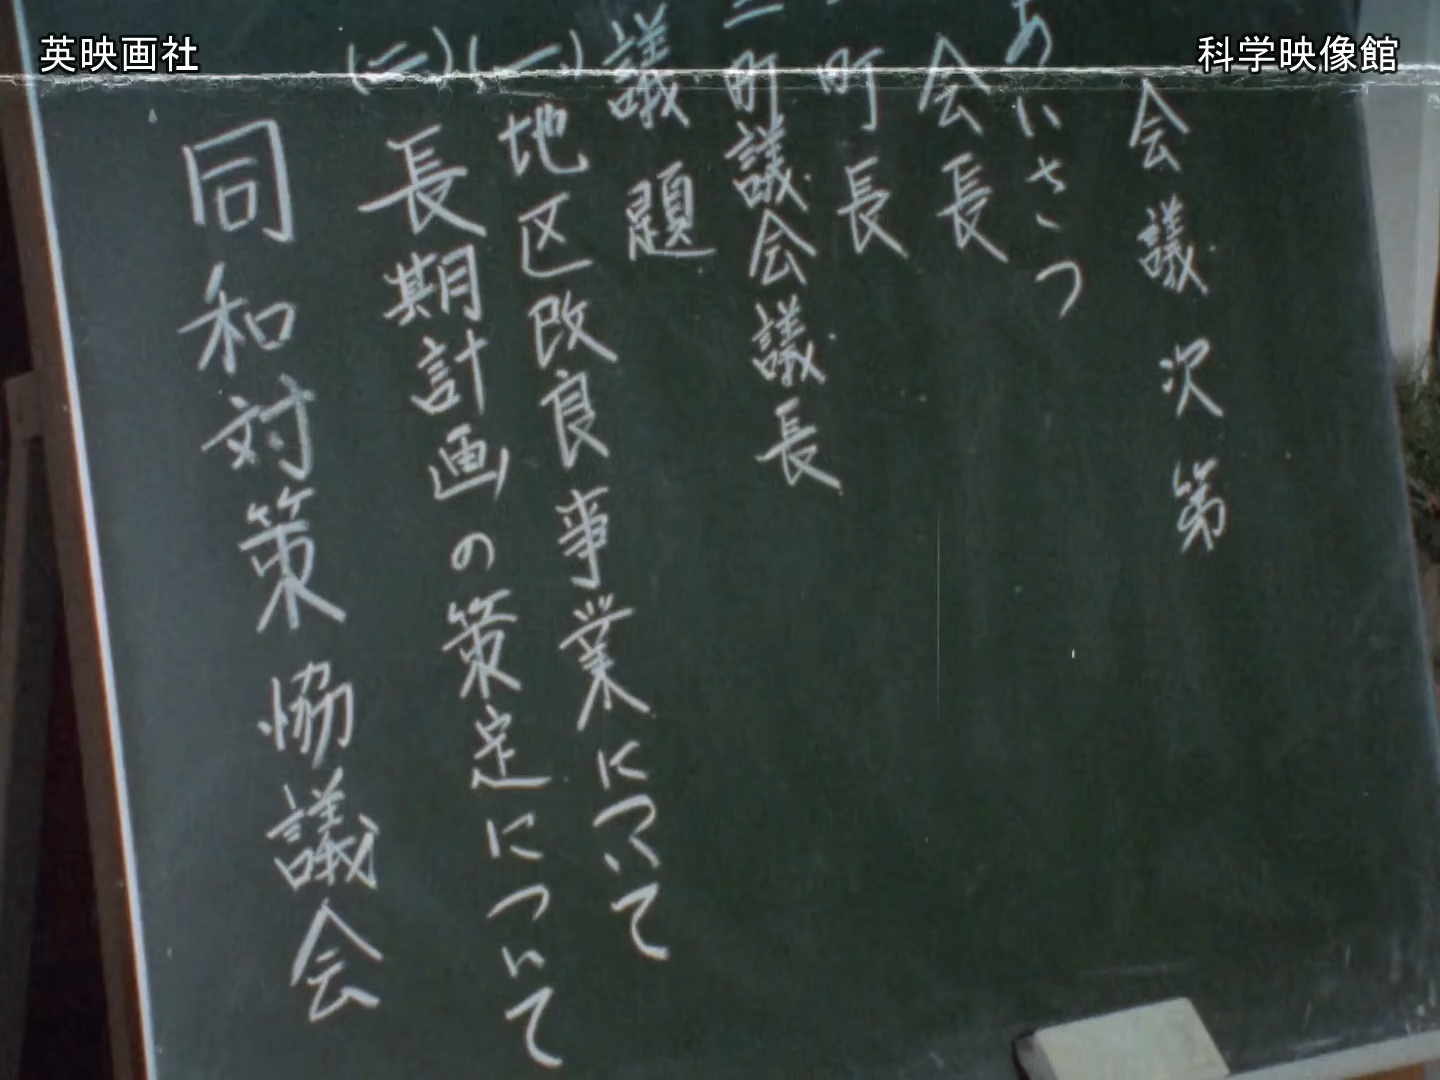 英映画社
科学映像館
会議次第
あいさつ
会長
町長
町議会議長
議題
(一)地区改良事業について
(二)長期計画の策定について
同和対策協議会